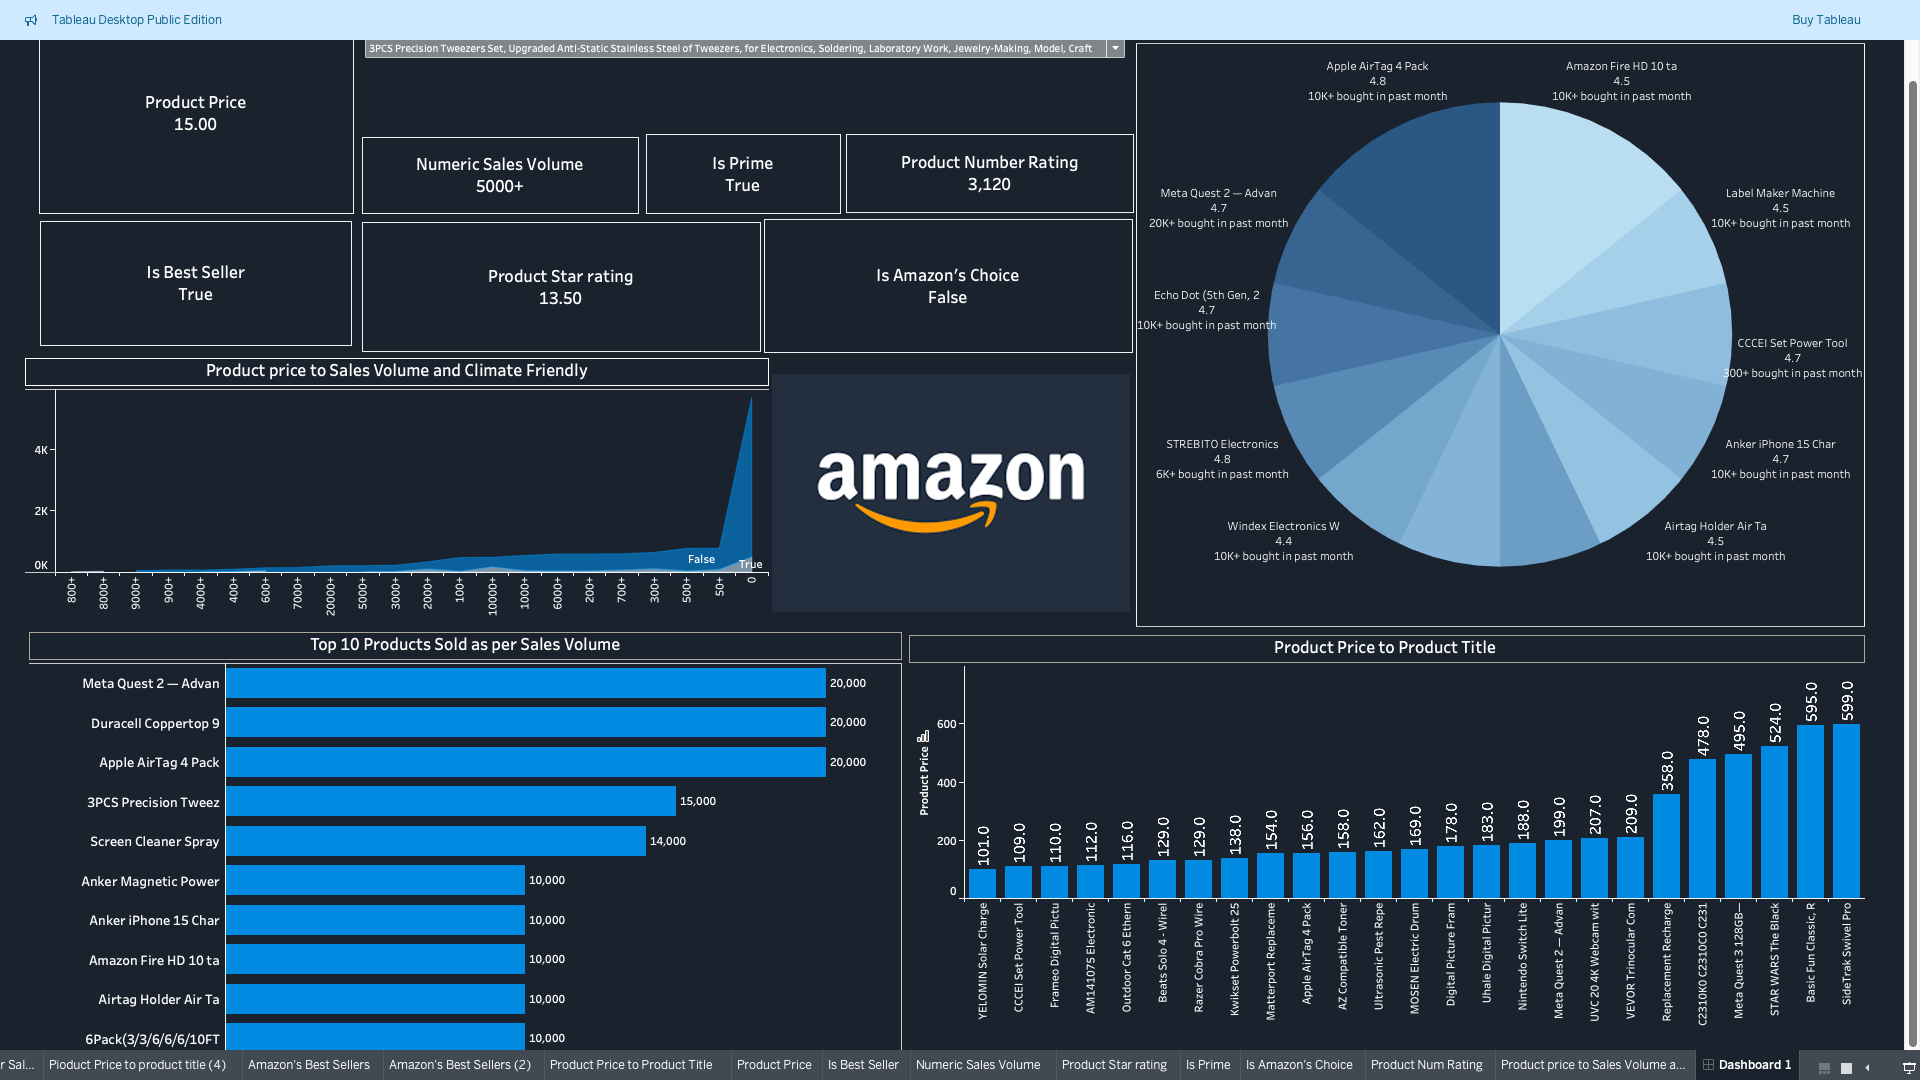 Tableau Desktop Public Edition
Buy Tableau
3PCS Precision Tweezers Set, Upgraded Anti-Static Stainless Steel of Tweezers, for Electronics, Soldering, Laboratory Work, Jewelry-Making, Model, Craft
Product Price
15.00
Numeric Sales Volume
5000+
Is Prime
True
Product Number Rating
3,120
Is Best Seller
True
Product Star rating
13.50
Is Amazon's Choice
False
Apple AirTag 4 Pack
4.8
10K+ bought in past month
Amazon Fire HD 10 ta
4.5
10K+ bought in past month
Meta Quest 2 — Advan
4.7
20K+ bought in past month
Label Maker Machine
4.5
10K+ bought in past month
Echo Dot (5th Gen, 2
4.7
10K+ bought in past month
CCCEI Set Power Tool
4.7
300+ bought in past month
STREBITO Electronics
4.8
6K+ bought in past month
Anker iPhone 15 Char
4.7
10K+ bought in past month
Windex Electronics W
4.4
10K+ bought in past month
Airtag Holder Air Ta
4.5
10K+ bought in past month
Product price to Sales Volume and Climate Friendly
4K
2K
0K
False
True
800+
8000+
9000+
900+
4000+
400+
600+
7000+
20000+
5000+
3000+
2000+
100+
10000+
1000+
6000+
200+
700+
300+
500+
50+
0
amazon
Top 10 Products Sold as per Sales Volume
Meta Quest 2 — Advan 20,000
Duracell Coppertop 9 20,000
Apple AirTag 4 Pack 20,000
3PCS Precision Tweez 15,000
Screen Cleaner Spray 14,000
Anker Magnetic Power 10,000
Anker iPhone 15 Char 10,000
Amazon Fire HD 10 ta 10,000
Airtag Holder Air Ta 10,000
6Pack(3/3/6/6/6/10FT 10,000
Product Price to Product Title
Product Price
600
400
200
0
101.0
109.0
110.0
112.0
116.0
129.0
129.0
138.0
154.0
156.0
158.0
162.0
169.0
178.0
183.0
188.0
199.0
207.0
209.0
358.0
478.0
495.0
524.0
595.0
599.0
YELOMIN Solar Charge
CCCEI Set Power Tool
Frameo Digital Pictu
AM141075 Electronic
Outdoor Cat 6 Ethern
Beats Solo 4 - Wirel
Razer Cobra Pro Wire
Kwikset Powerbolt 25
Matterport Replaceme
Apple AirTag 4 Pack
AZ Compatible Toner
Ultrasonic Pest Repe
MOSEN Electric Drum
Digital Picture Fram
Uhale Digital Pictur
Nintendo Switch Lite
Meta Quest 2 — Advan
UVC 20 4K Webcam wit
VEVOR Trinocular Com
Replacement Recharge
C2310K0 C2310C0 C231
Meta Quest 3 128GB—
STAR WARS The Black
Basic Fun Classic, R
SideTrak Swivel Pro
r Sal... Pioduct Price to product title (4) Amazon's Best Sellers Amazon's Best Sellers (2) Product Price to Product Title Product Price Is Best Seller Numeric Sales Volume Product Star rating Is Prime Is Amazon's Choice Product Num Rating Product price to Sales Volume a... Dashboard 1